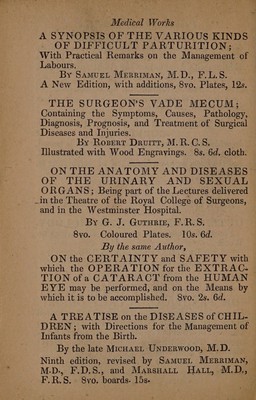 Medical Works
A SYNOPSIS OF THE VARIOUS KINDS
OF DIFFICULT PARTURITION;
With Practical Remarks on the Management of
Labours.
By Samuel Merriman, M.D., F.L.S.
A New Edition, with additions, 8vo. Plates, 12s.
THE SURGEON'S VADE MECUM;
Containing the Symptoms, Causes, Pathology,
Diagnosis, Prognosis, and Treatment of Surgical
Diseases and Injuries.
By Robert Druitt, M.R.C.S.
Illustrated with Wood Engravings. 8s. 6d. cloth.
ON THE ANATOMY AND DISEASES
OF THE URINARY AND SEXUAL
ORGANS; Being part of the Lectures delivered
in the Theatre of the Royal College of Surgeons,
and in the Westminster Hospital.
By G. J. Guthrie, F.R.S.
8vo. Coloured Plates. 10s. 6d.
By the same Author,
ON the CERTAINTY and SAFETY with
which the OPERATION for the EXTRAC-
TION of a CATARACT from the HUMAN
EYE may be performed, and on the Means by
which it is to be accomplished. 8vo. 2s. 6d.
A TREATISE on the DISEASES of CHIL-
DREN; with Directions for the Management of
Infants from the Birth.
By the late Michael Underwood, M.D.
Ninth edition, revised by Samuel Merriman,
M.D., F.D.S., and Marshall Hall, M.D.,
F.R.S. 8vo. boards. 15s.